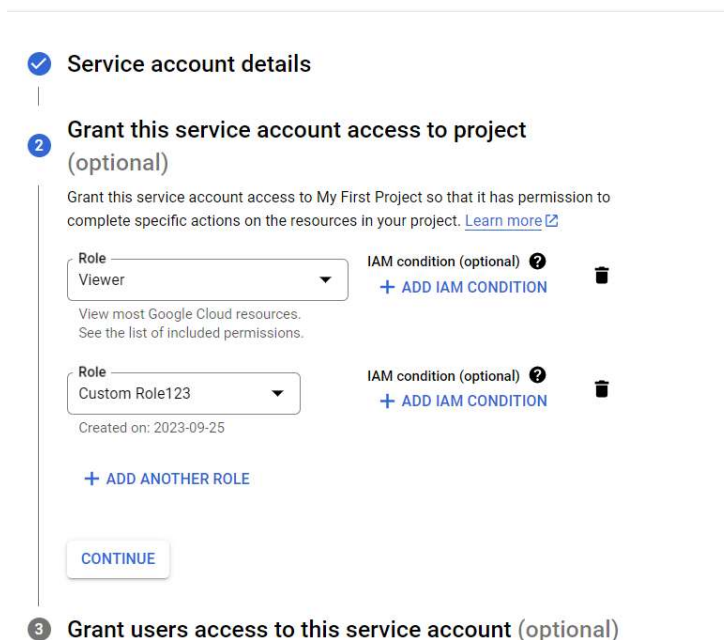 Service account details
2
Grant this service account access to project
(optional)
Grant this service account access to My First Project so that it has permission to
complete specific actions on the resources in your project. Learn more
Role
Viewer
IAM condition (optional) ?
+ ADD IAM CONDITION
View most Google Cloud resources.
See the list of included permissions.
Role
Custom Role123
IAM condition (optional) ?
+ ADD IAM CONDITION
Created on: 2023-09-25
+ ADD ANOTHER ROLE
CONTINUE
3
Grant users access to this service account (optional)